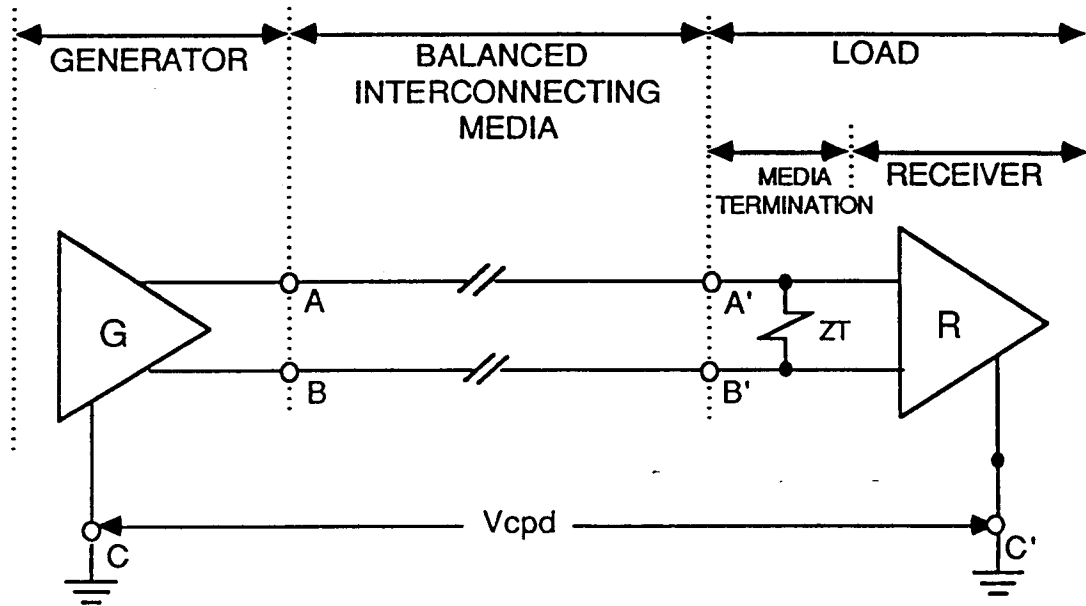 GENERATOR
BALANCED
INTERCONNECTING
MEDIA
LOAD
MEDIA
TERMINATION
RECEIVER
A
A'
G
ZT
R
B
B'
Vcpd
C
C'